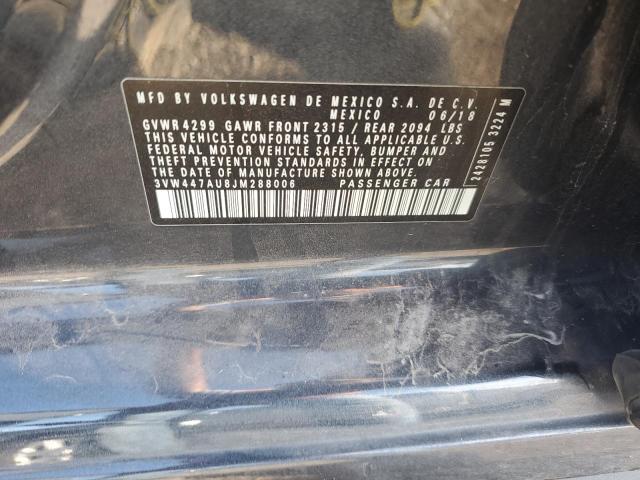 MFD BY VOLKSWAGEN DE MEXICO S.A. DE C.V.
MEXICO 06/18
GVWR 4299 GAWR FRONT 2315 / REAR 2094 LBS
THIS VEHICLE CONFORMS TO ALL APPLICABLE U.S.
FEDERAL MOTOR VEHICLE SAFETY, BUMPER AND
THEFT PREVENTION STANDARDS IN EFFECT ON
THE DATE OF MANUFACTURE SHOWN ABOVE.
3VW447AU8JM288006 PASSENGER CAR
2428105 3224 M